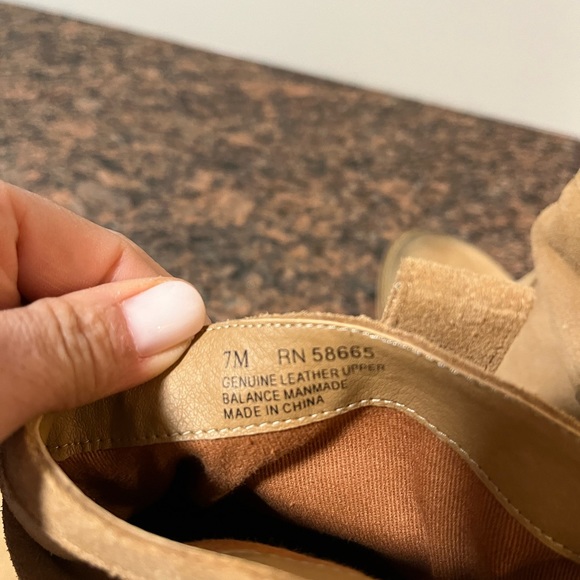 7M RN 58665
GENUINE LEATHER UPPER
BALANCE MANMADE
MADE IN CHINA